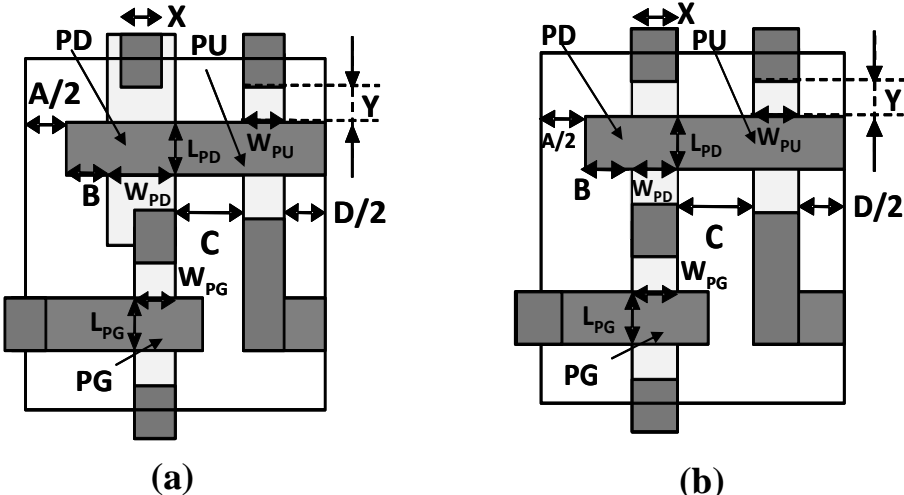 X
PD
PU
A/2
Y
W_PU
L_PD
B
W_PD
C
D/2
W_PG
L_PG
PG
(a)
X
PD
PU
Y
A/2
W_PU
L_PD
B
W_PD
C
D/2
W_PG
L_PG
PG
(b)